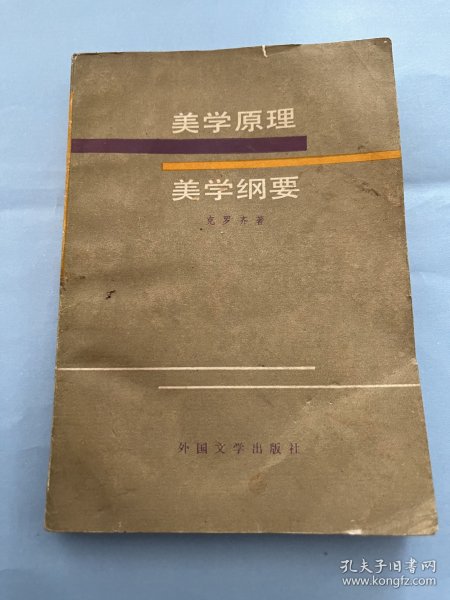 美学原理
美学纲要
克罗齐著
外国文学出版社
孔夫子旧书网
www.kongfz.com